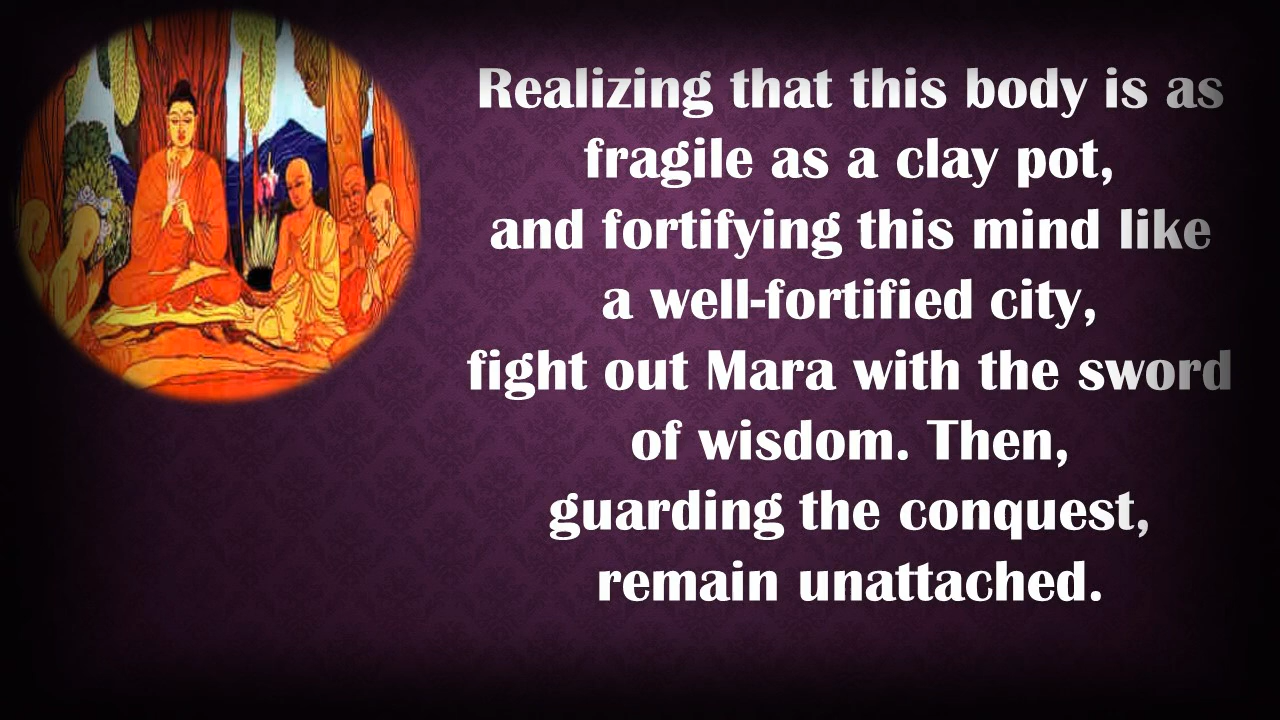 Realizing that this body is as
fragile as a clay pot,
and fortifying this mind like
a well-fortified city,
fight out Mara with the sword
of wisdom. Then,
guarding the conquest,
remain unattached.